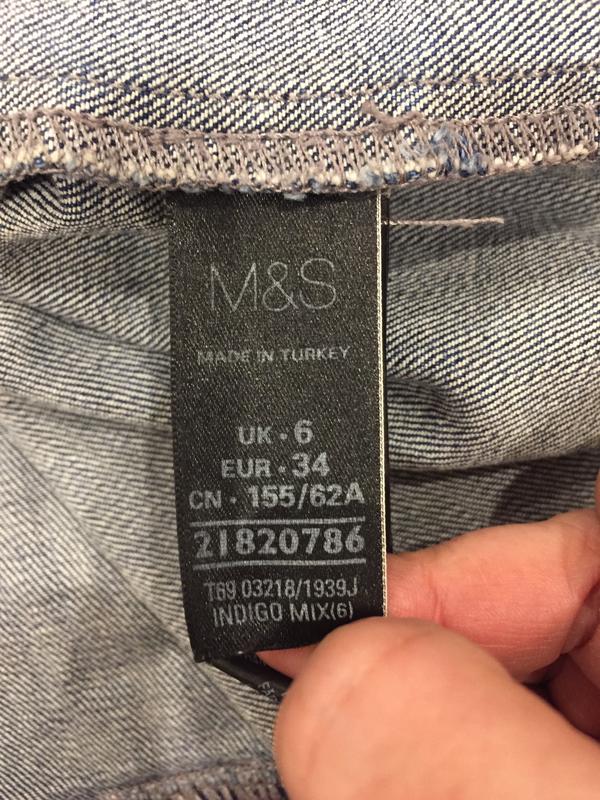 M&S
MADE IN TURKEY
UK · 6
EUR · 34
CN · 155/62A
21820786
T69 03218/1939J
INDIGO MIX(6)